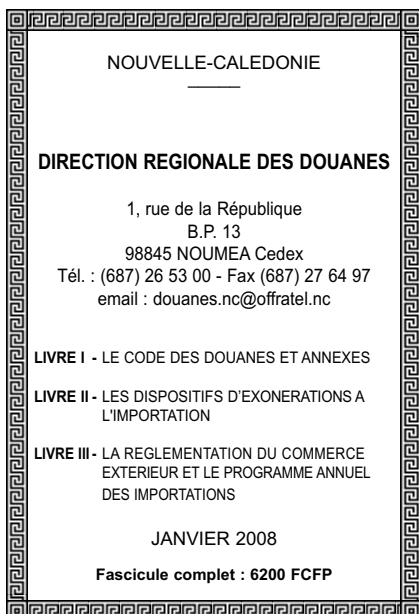 NOUVELLE-CALEDONIE
DIRECTION REGIONALE DES DOUANES
1, rue de la République
B.P. 13
98845 NOUMEA Cedex
Tél. : (687) 26 53 00 - Fax (687) 27 64 97
email : douanes.nc@offratel.nc
LIVRE I - LE CODE DES DOUANES ET ANNEXES
LIVRE II - LES DISPOSITIFS D'EXONERATIONS A
L'IMPORTATION
LIVRE III - LA REGLEMENTATION DU COMMERCE
EXTERIEUR ET LE PROGRAMME ANNUEL
DES IMPORTATIONS
JANVIER 2008
Fascicule complet : 6200 FCFP